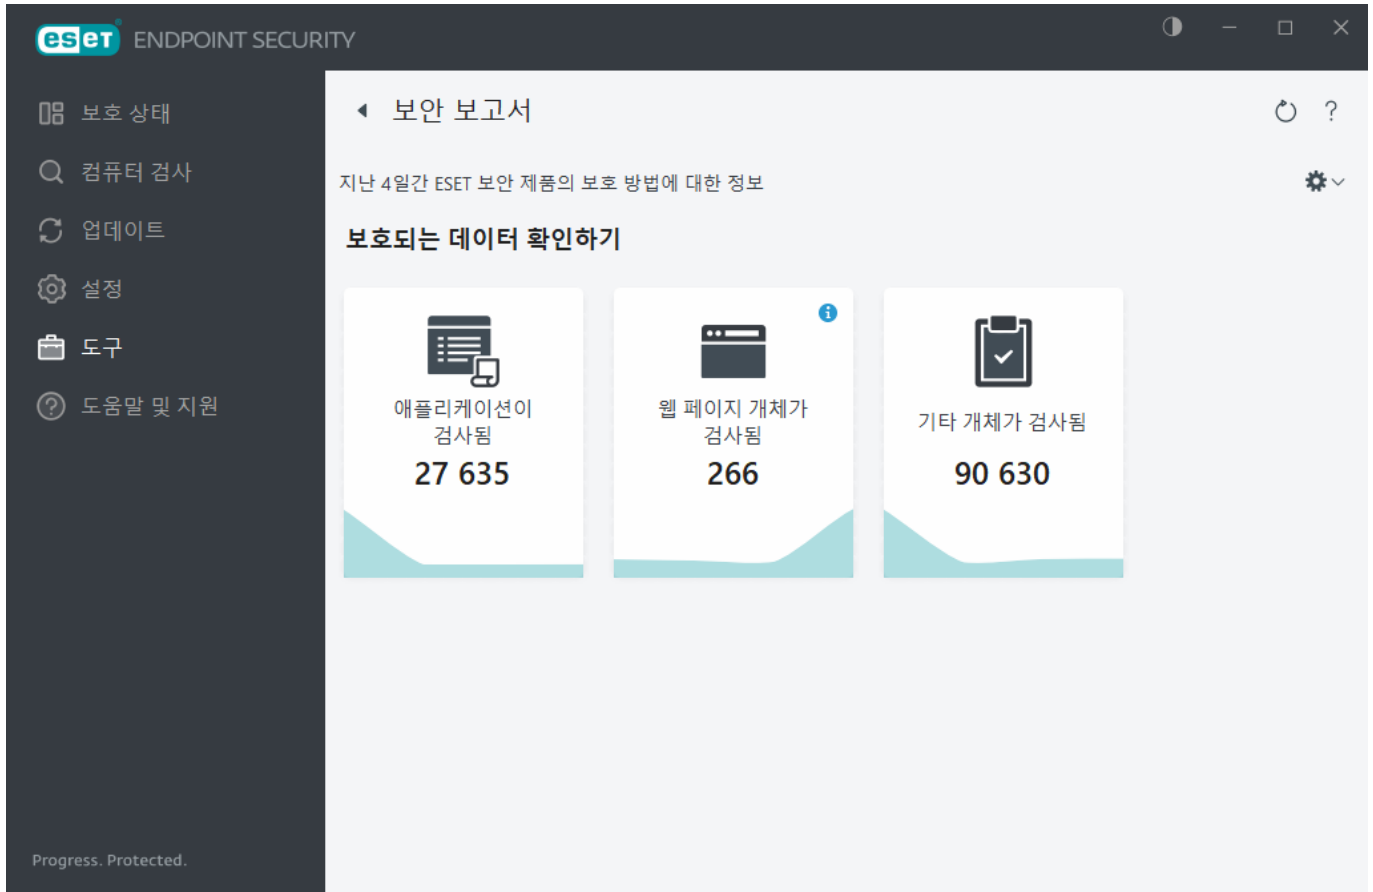 eset ENDPOINT SECURITY
보호 상태
컴퓨터 검사
업데이트
설정
도구
도움말 및 지원
Progress. Protected.
보안 보고서
?
지난 4일간 ESET 보안 제품의 보호 방법에 대한 정보
보호되는 데이터 확인하기
애플리케이션이
검사됨
27 635
웹 페이지 개체가
검사됨
266
기타 개체가 검사됨
90 630